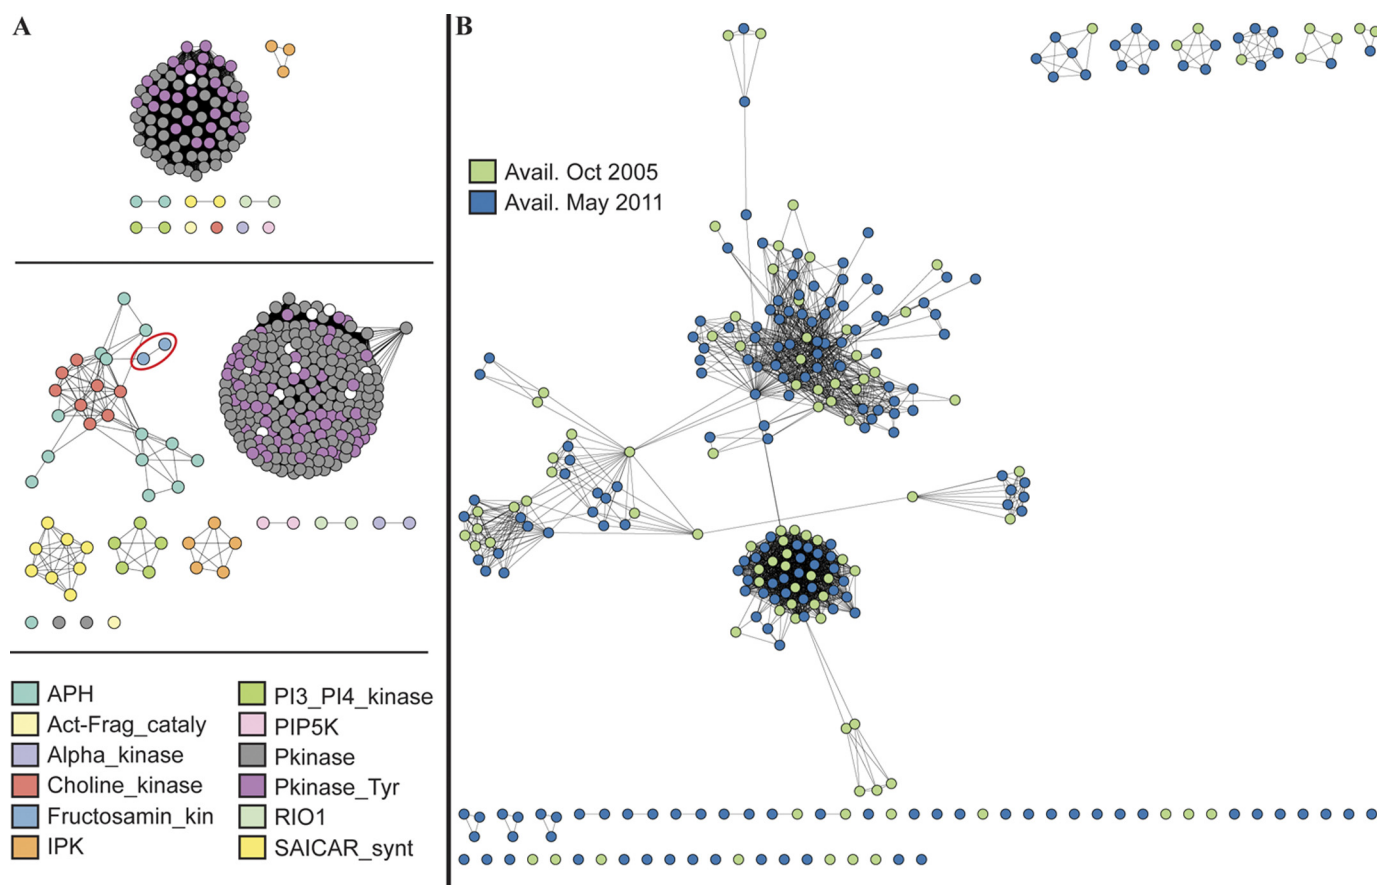 A
B
Avail. Oct 2005
Avail. May 2011
APH
Act-Frag_cataly
Alpha_kinase
Choline_kinase
Fructosamin_kin
IPK
PI3_PI4_kinase
PIP5K
Pkinase
Pkinase_Tyr
RIO1
SAICAR_synt